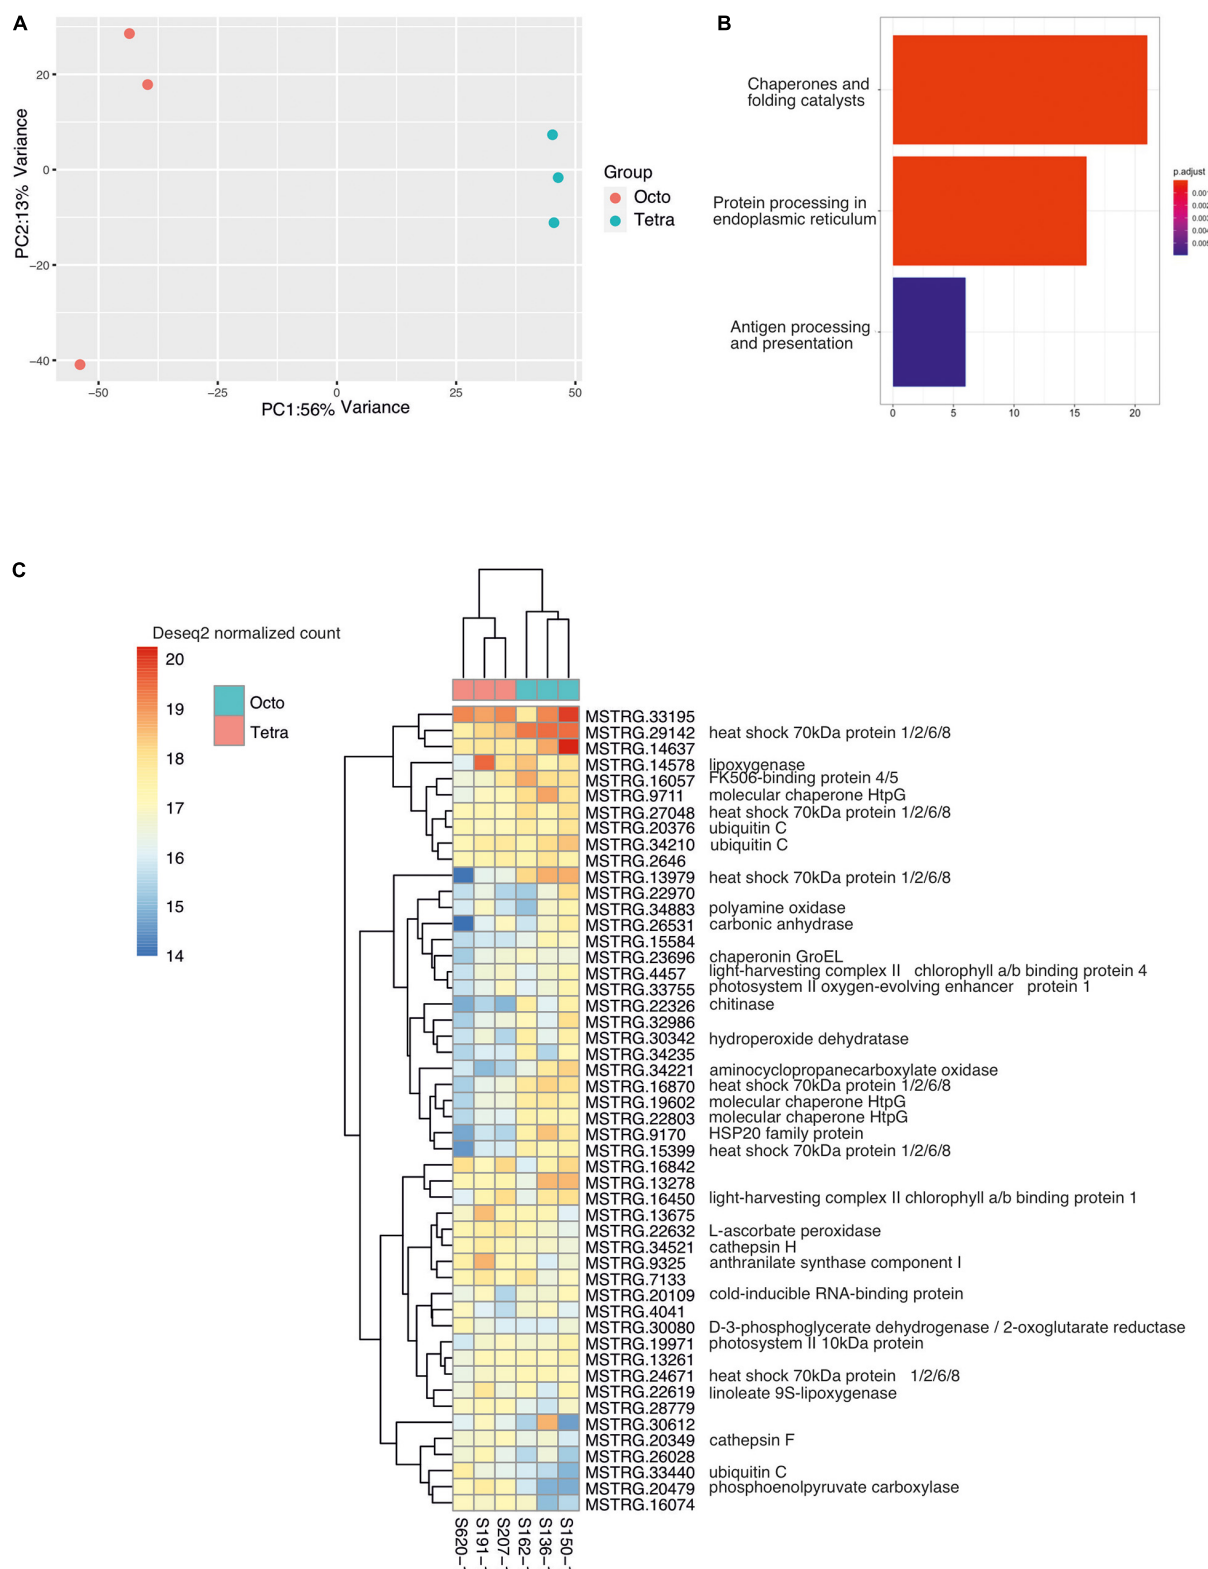 A
20
0
−20
−40
−50
−25
0
25
50
PC2:13% Variance
PC1:56% Variance
Group
Octo
Tetra
B
Chaperones and
folding catalysts
Protein processing in
endoplasmic reticulum
Antigen processing
and presentation
0
5
10
15
20
p.adjust
C
Deseq2 normalized count
20
19
18
17
16
15
14
Octo
Tetra
MSTRG.33195
MSTRG.29142 heat shock 70kDa protein 1/2/6/8
MSTRG.14637
MSTRG.14578 lipoxygenase
MSTRG.16057 FK506-binding protein 4/5
MSTRG.9711 molecular chaperone HtpG
MSTRG.27048 heat shock 70kDa protein 1/2/6/8
MSTRG.20376 ubiquitin C
MSTRG.34210 ubiquitin C
MSTRG.2646
MSTRG.13979 heat shock 70kDa protein 1/2/6/8
MSTRG.22970
MSTRG.34883 polyamine oxidase
MSTRG.26531 carbonic anhydrase
MSTRG.15584
MSTRG.23696 chaperonin GroEL
MSTRG.4457 light-harvesting complex II chlorophyll a/b binding protein 4
MSTRG.33755 photosystem II oxygen-evolving enhancer protein 1
MSTRG.22326 chitinase
MSTRG.32986
MSTRG.30342 hydroperoxide dehydratase
MSTRG.34235
MSTRG.34221 aminocyclopropanecarboxylate oxidase
MSTRG.16870 heat shock 70kDa protein 1/2/6/8
MSTRG.19602 molecular chaperone HtpG
MSTRG.22803 molecular chaperone HtpG
MSTRG.9170 HSP20 family protein
MSTRG.15399 heat shock 70kDa protein 1/2/6/8
MSTRG.16842
MSTRG.13278
MSTRG.16450 light-harvesting complex II chlorophyll a/b binding protein 1
MSTRG.13675
MSTRG.22632 L-ascorbate peroxidase
MSTRG.34521 cathepsin H
MSTRG.9325 anthranilate synthase component I
MSTRG.7133
MSTRG.20109 cold-inducible RNA-binding protein
MSTRG.4041
MSTRG.30080 D-3-phosphoglycerate dehydrogenase / 2-oxoglutarate reductase
MSTRG.19971 photosystem II 10kDa protein
MSTRG.13261
MSTRG.24671 heat shock 70kDa protein 1/2/6/8
MSTRG.22619 linoleate 9S-lipoxygenase
MSTRG.28779
MSTRG.30612
MSTRG.20349 cathepsin F
MSTRG.26028
MSTRG.33440 ubiquitin C
MSTRG.20479 phosphoenolpyruvate carboxylase
MSTRG.16074
S620−
S191−
S207−
S162−
S136−
S150−